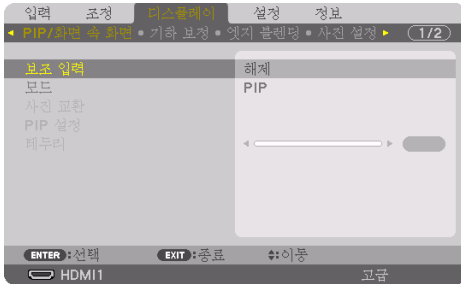 입력 조정 디스플레이 설정 정보
PIP/화면 속 화면 • 기하 보정 • 엣지 블렌딩 • 사진 설정 (1/2)
보조 입력 해제
모드 PIP
사진 교환
PIP 설정
테두리
ENTER :선택 EXIT :종료 :이동
HDMI1 고급